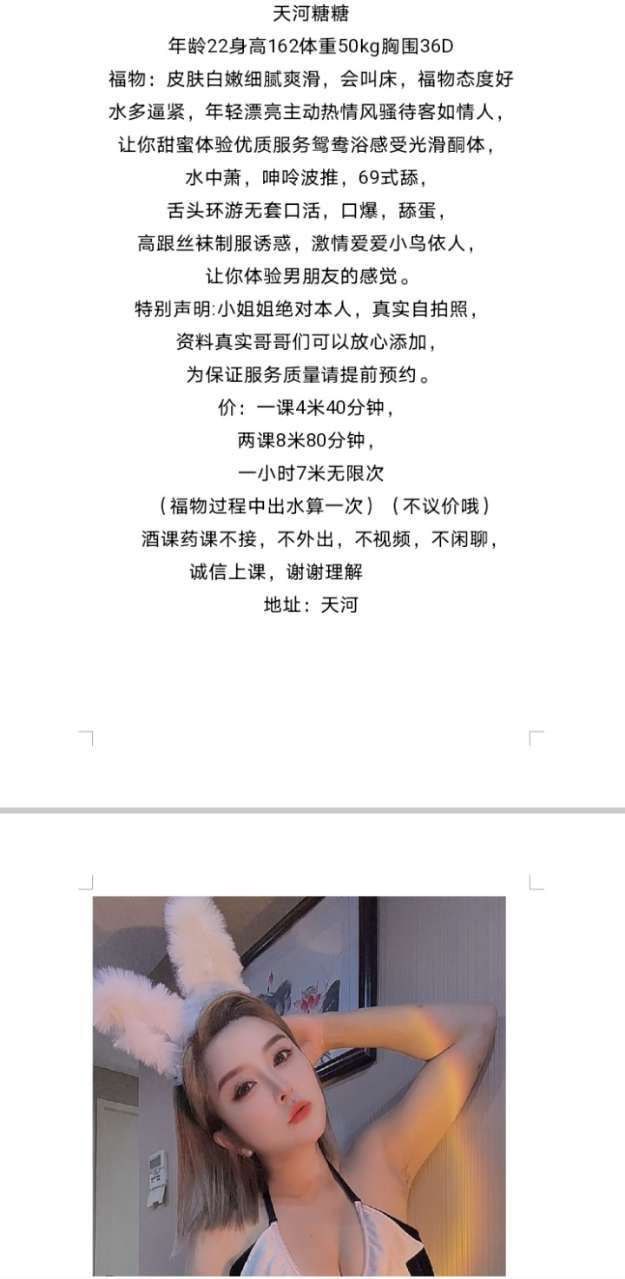 天河糖糖
年龄22身高162体重50kg胸围36D
福物：皮肤白嫩细腻爽滑，会叫床，福物态度好
水多逼紧，年轻漂亮主动热情风骚待客如情人，
让你甜蜜体验优质服务鸳鸯浴感受光滑酮体，
水中萧，呻呤波推，69式舔，
舌头环游无套口活，口爆，舔蛋，
高跟丝袜制服诱惑，激情爱爱小鸟依人，
让你体验男朋友的感觉。
特别声明:小姐姐绝对本人，真实自拍照，
资料真实哥哥们可以放心添加，
为保证服务质量请提前预约。
价：一课4米40分钟，
两课8米80分钟，
一小时7米无限次
（福物过程中出水算一次）（不议价哦）
酒课药课不接，不外出，不视频，不闲聊，
诚信上课，谢谢理解
地址：天河